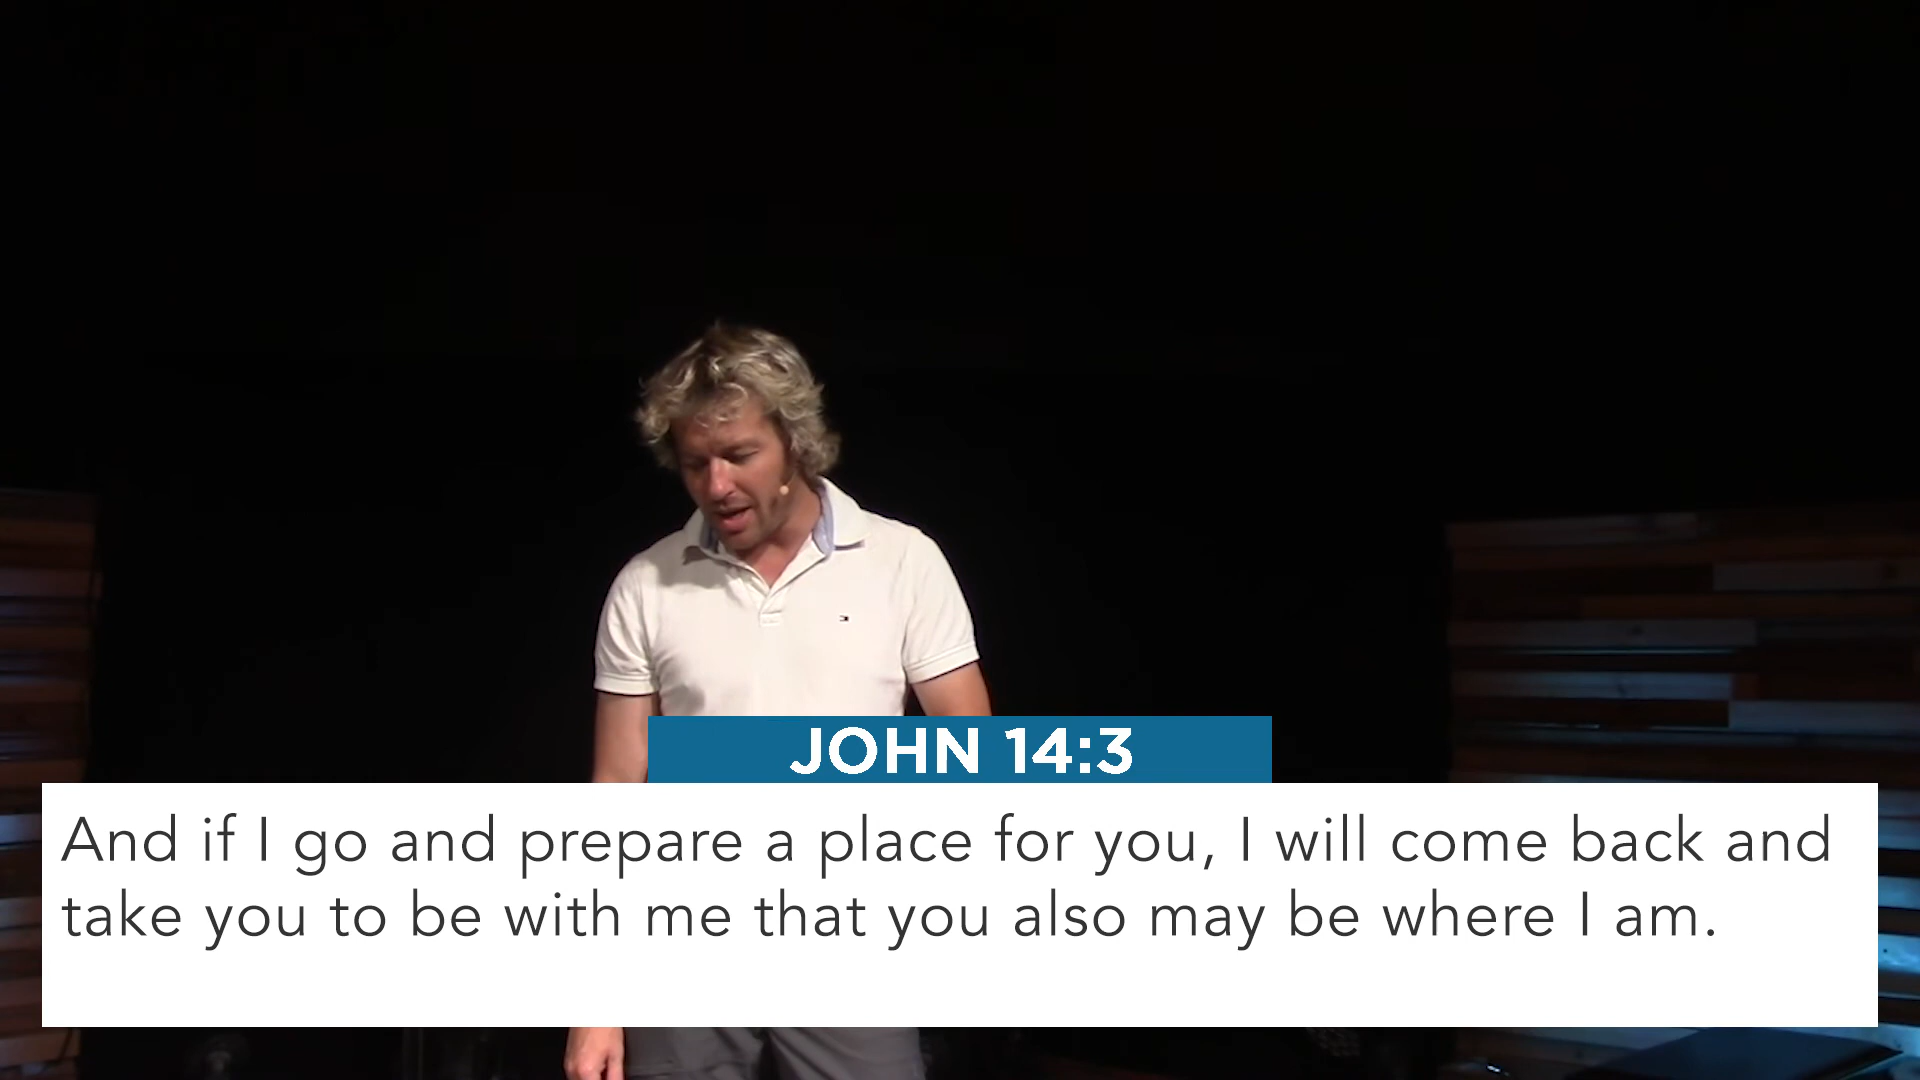 JOHN 14:3
And if I go and prepare a place for you, I will come back and
take you to be with me that you also may be where I am.